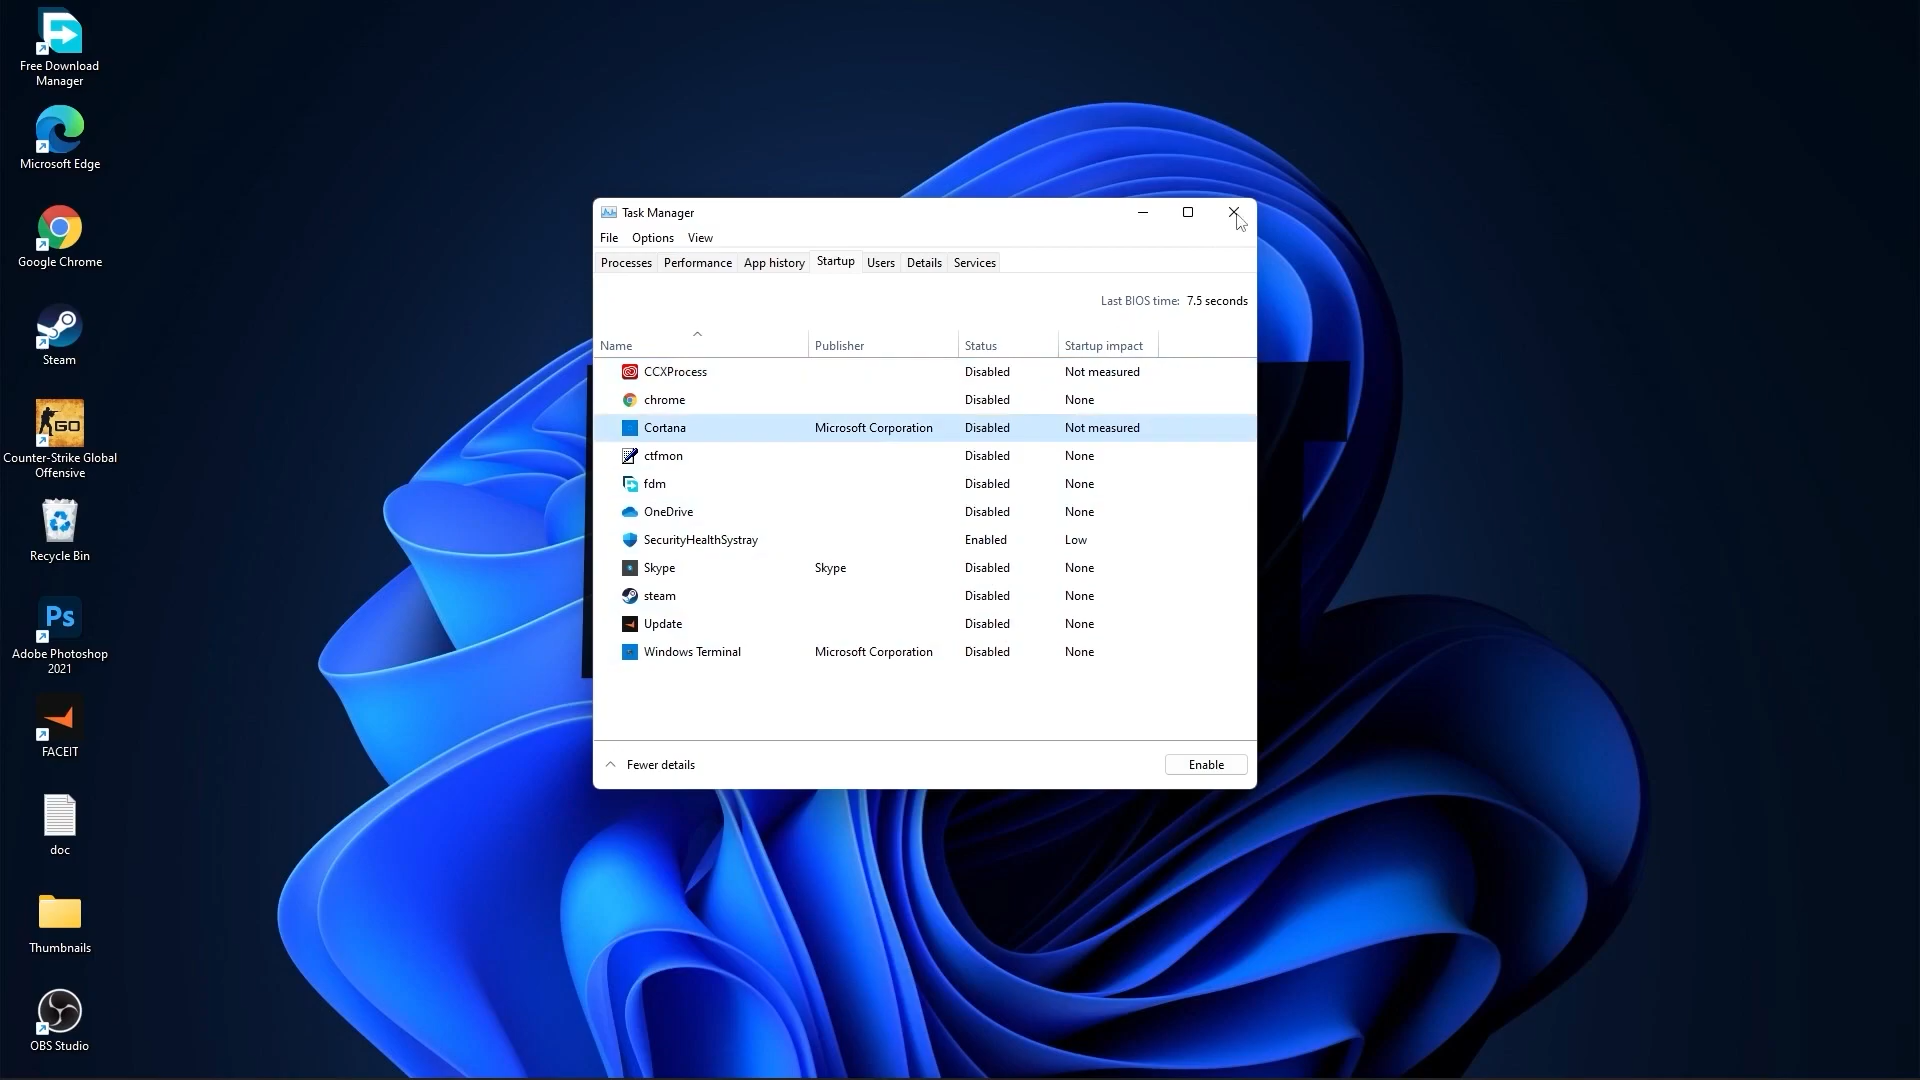 Free Download
Manager
Microsoft Edge
Google Chrome
Steam
GO
Counter-Strike Global
Offensive
Recycle Bin
Ps
Adobe Photoshop
2021
FACEIT
doc
Thumbnails
OBS Studio
Task Manager
File Options View
Processes Performance App history Startup Users Details Services
Last BIOS time: 7.5 seconds
Name Publisher Status Startup impact
CCXProcess Disabled Not measured
chrome Disabled None
Cortana Microsoft Corporation Disabled Not measured
ctfmon Disabled None
fdm Disabled None
OneDrive Disabled None
SecurityHealthSystray Enabled Low
Skype Skype Disabled None
steam Disabled None
Update Disabled None
Windows Terminal Microsoft Corporation Disabled None
Fewer details Enable